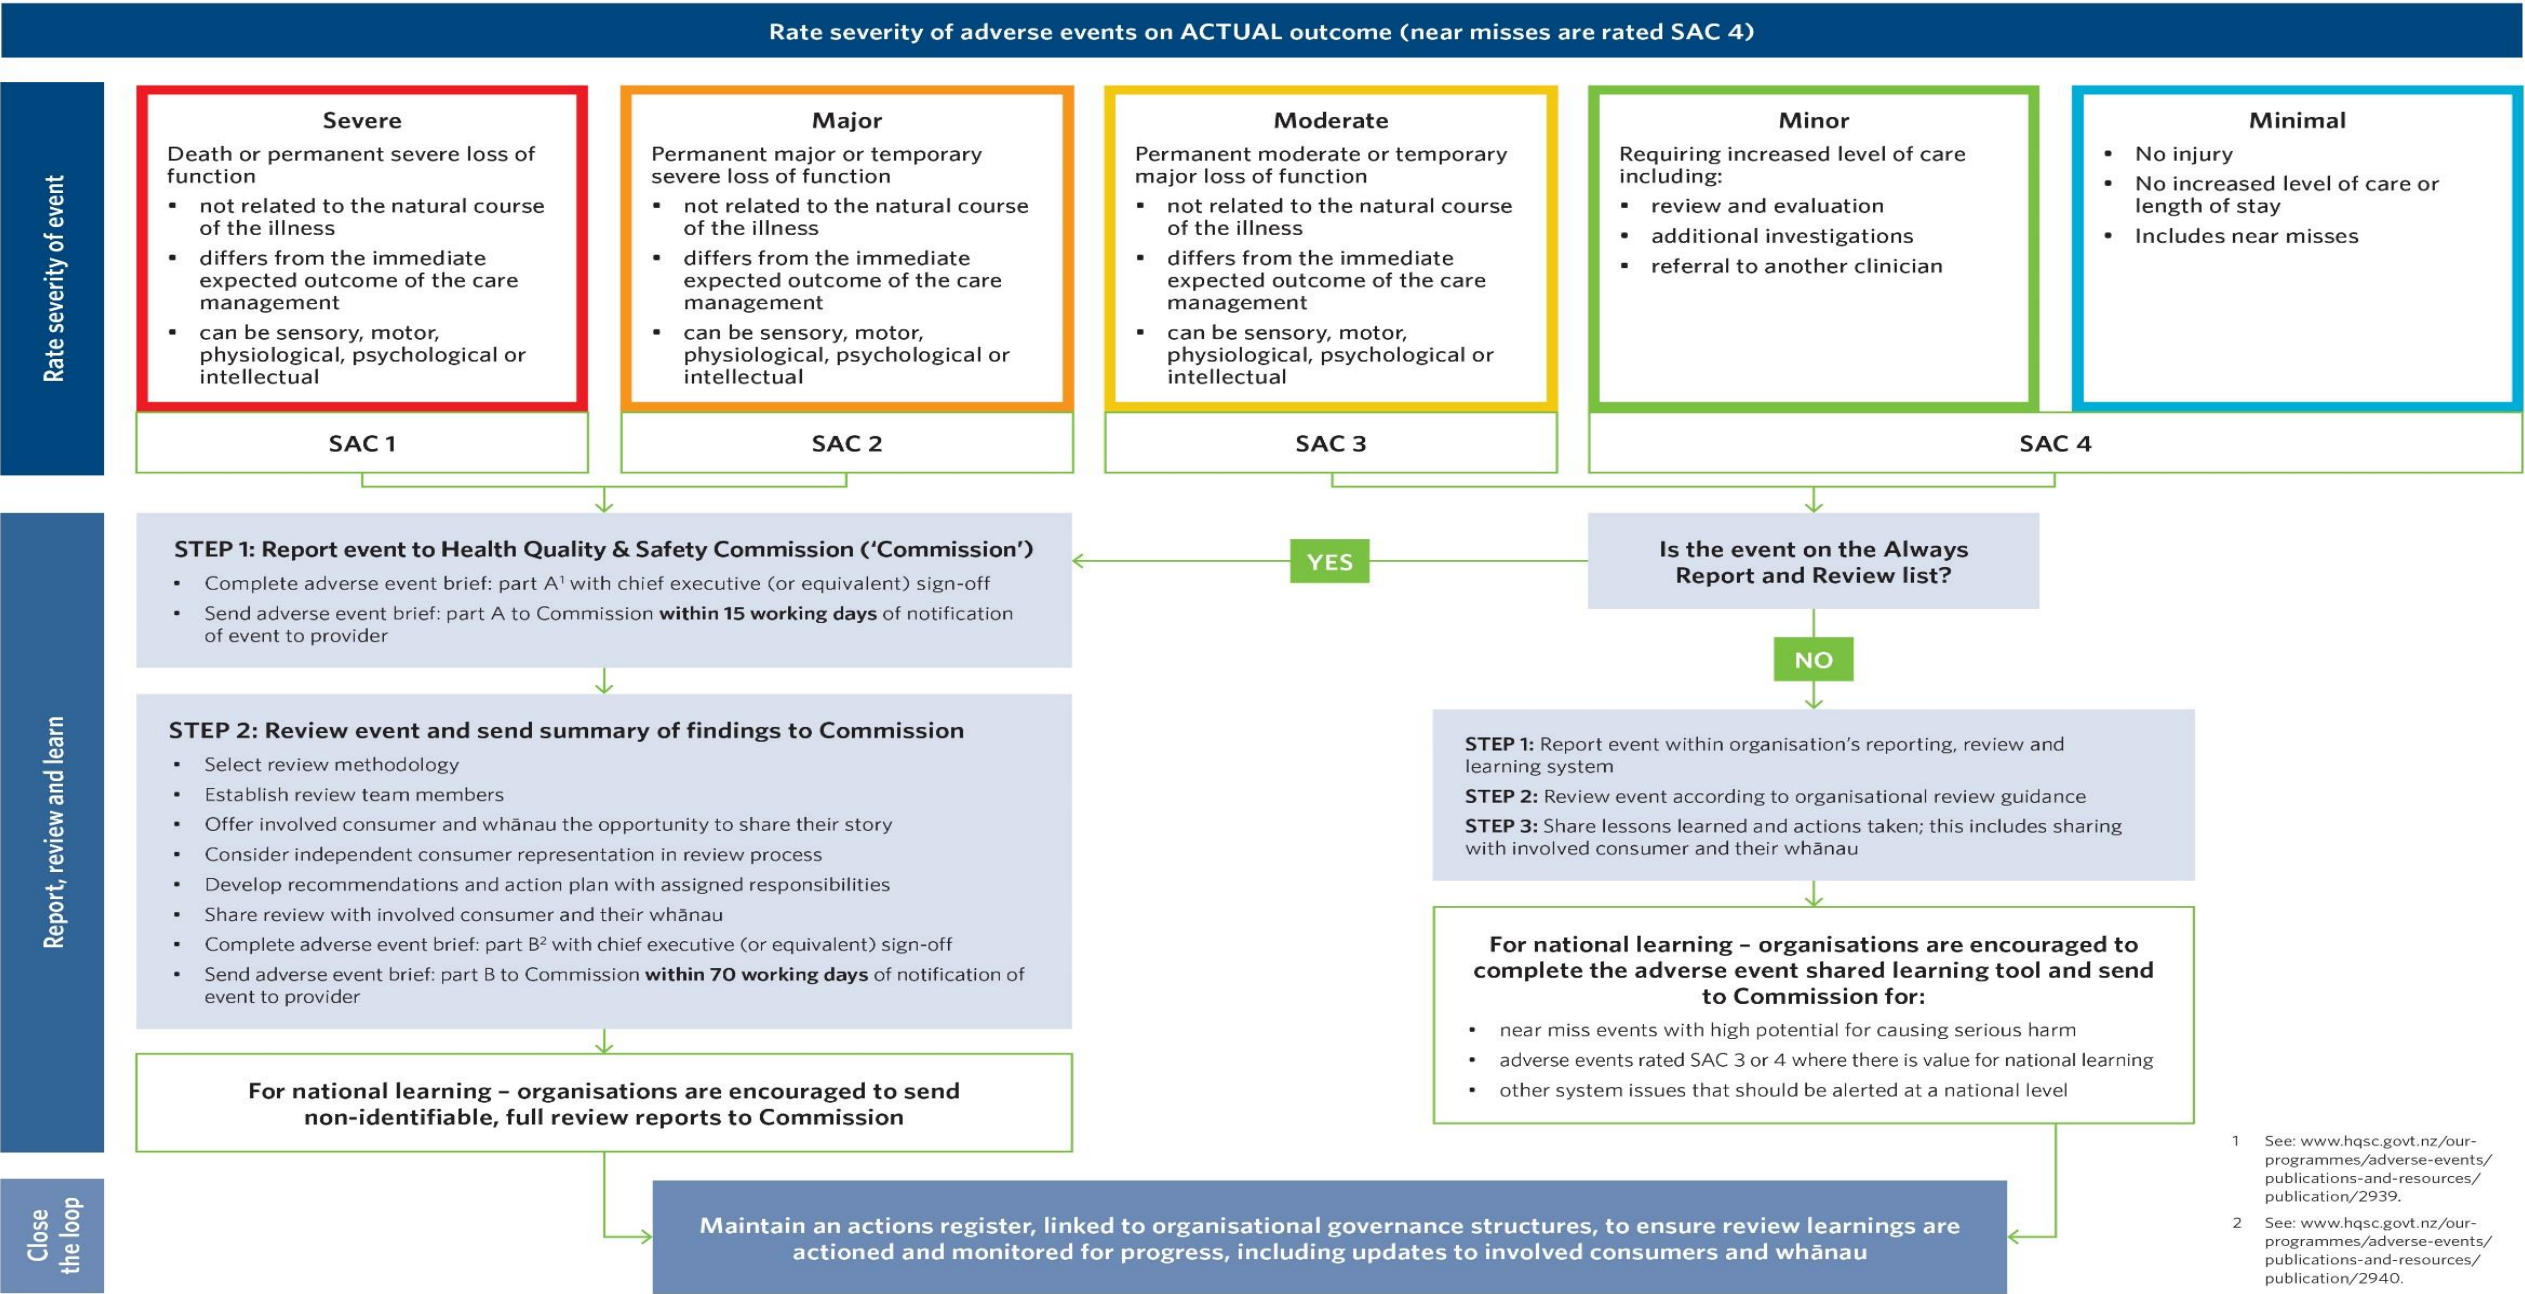 Rate severity of adverse events on ACTUAL outcome (near misses are rated SAC 4)
Rate severity of event
Severe
Death or permanent severe loss of
function
▪ not related to the natural course
of the illness
▪ differs from the immediate
expected outcome of the care
management
▪ can be sensory, motor,
physiological, psychological or
intellectual
SAC 1
Major
Permanent major or temporary
severe loss of function
▪ not related to the natural course
of the illness
▪ differs from the immediate
expected outcome of the care
management
▪ can be sensory, motor,
physiological, psychological or
intellectual
SAC 2
Moderate
Permanent moderate or temporary
major loss of function
▪ not related to the natural course
of the illness
▪ differs from the immediate
expected outcome of the care
management
▪ can be sensory, motor,
physiological, psychological or
intellectual
SAC 3
Minor
Requiring increased level of care
including:
▪ review and evaluation
▪ additional investigations
▪ referral to another clinician
Minimal
• No injury
• No increased level of care or
length of stay
• Includes near misses
SAC 4
Report, review and learn
STEP 1: Report event to Health Quality & Safety Commission (‘Commission’)
▪ Complete adverse event brief: part A¹ with chief executive (or equivalent) sign-off
▪ Send adverse event brief: part A to Commission within 15 working days of notification
of event to provider
YES
Is the event on the Always
Report and Review list?
NO
STEP 2: Review event and send summary of findings to Commission
▪ Select review methodology
▪ Establish review team members
▪ Offer involved consumer and whānau the opportunity to share their story
▪ Consider independent consumer representation in review process
▪ Develop recommendations and action plan with assigned responsibilities
▪ Share review with involved consumer and their whānau
▪ Complete adverse event brief: part B² with chief executive (or equivalent) sign-off
▪ Send adverse event brief: part B to Commission within 70 working days of notification of
event to provider
STEP 1: Report event within organisation’s reporting, review and
learning system
STEP 2: Review event according to organisational review guidance
STEP 3: Share lessons learned and actions taken; this includes sharing
with involved consumer and their whānau
For national learning – organisations are encouraged to send
non-identifiable, full review reports to Commission
For national learning – organisations are encouraged to
complete the adverse event shared learning tool and send
to Commission for:
▪ near miss events with high potential for causing serious harm
▪ adverse events rated SAC 3 or 4 where there is value for national learning
▪ other system issues that should be alerted at a national level
Close
the loop
Maintain an actions register, linked to organisational governance structures, to ensure review learnings are
actioned and monitored for progress, including updates to involved consumers and whānau
1 See: www.hqsc.govt.nz/our-
programmes/adverse-events/
publications-and-resources/
publication/2939.
2 See: www.hqsc.govt.nz/our-
programmes/adverse-events/
publications-and-resources/
publication/2940.